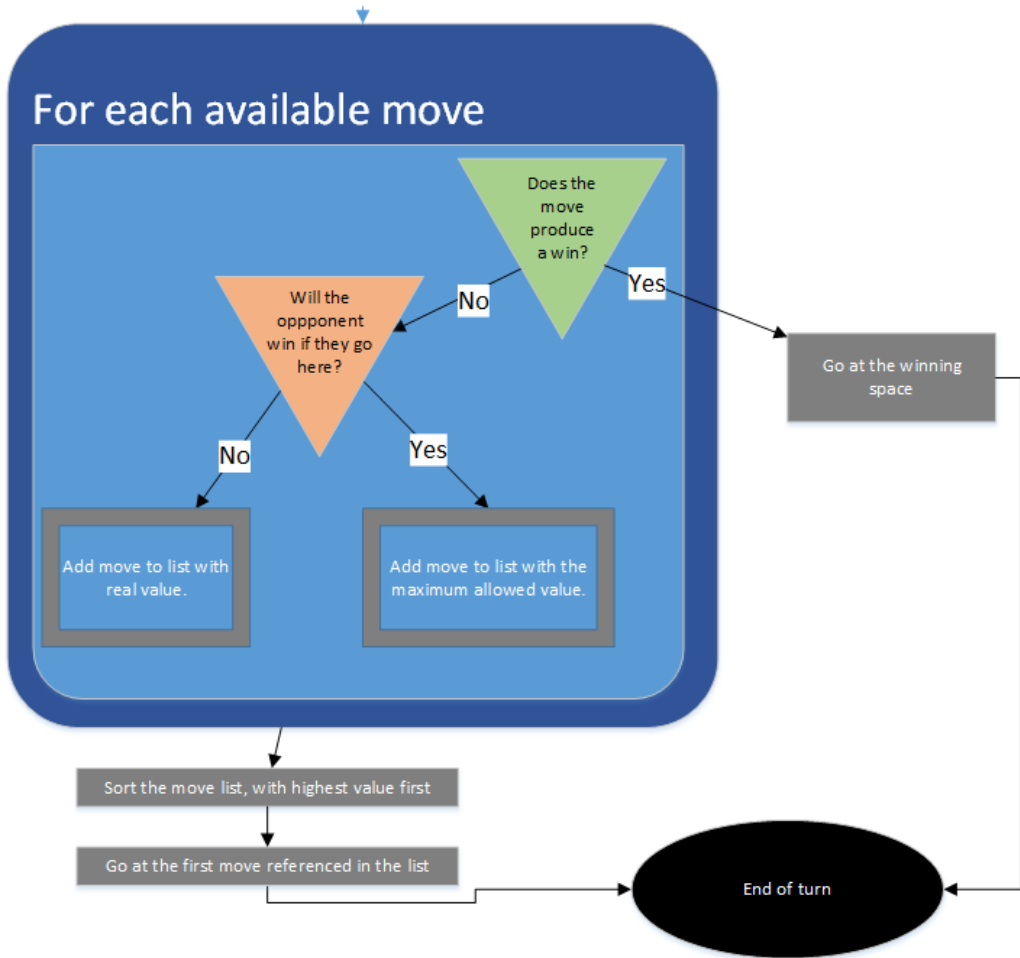 For each available move
Does the
move
produce
a win?
No
Yes
Will the
oppponent
win if they go
here?
Go at the winning
space
No
Yes
Add move to list with
real value.
Add move to list with the
maximum allowed value.
Sort the move list, with highest value first
Go at the first move referenced in the list
End of turn